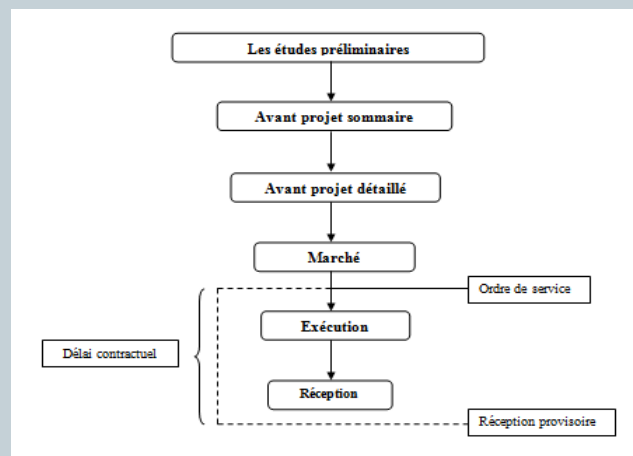 Les études préliminaires
Avant projet sommaire
Avant projet détaillé
Marché
Ordre de service
Exécution
Délai contractuel
Réception
Réception provisoire